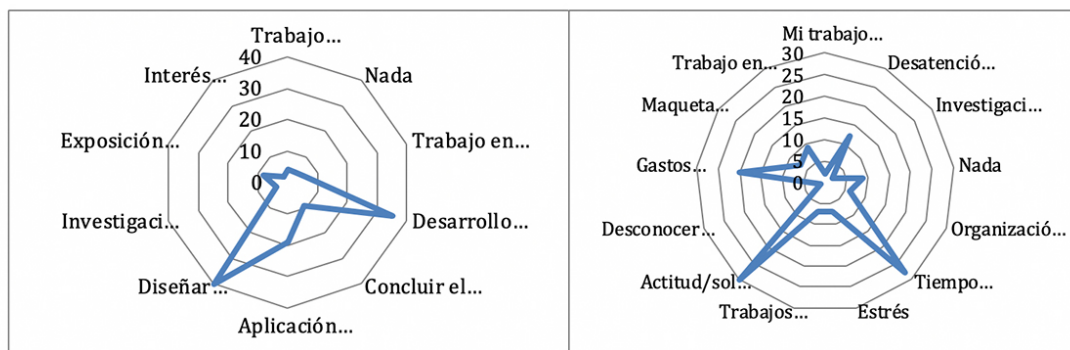 Trabajo...
40
Interés...
Nada
30
20
Exposición...
Trabajo en...
10
0
Investigaci...
Desarrollo...
Diseñar...
Concluir el...
Aplicación...
Mi trabajo...
30
Trabajo en...
Desatenció...
25
20
Maqueta...
Investigaci...
15
10
Gastos...
Nada
5
0
Desconocer...
Organizació...
Actitud/sol...
Tiempo...
Trabajos...
Estrés